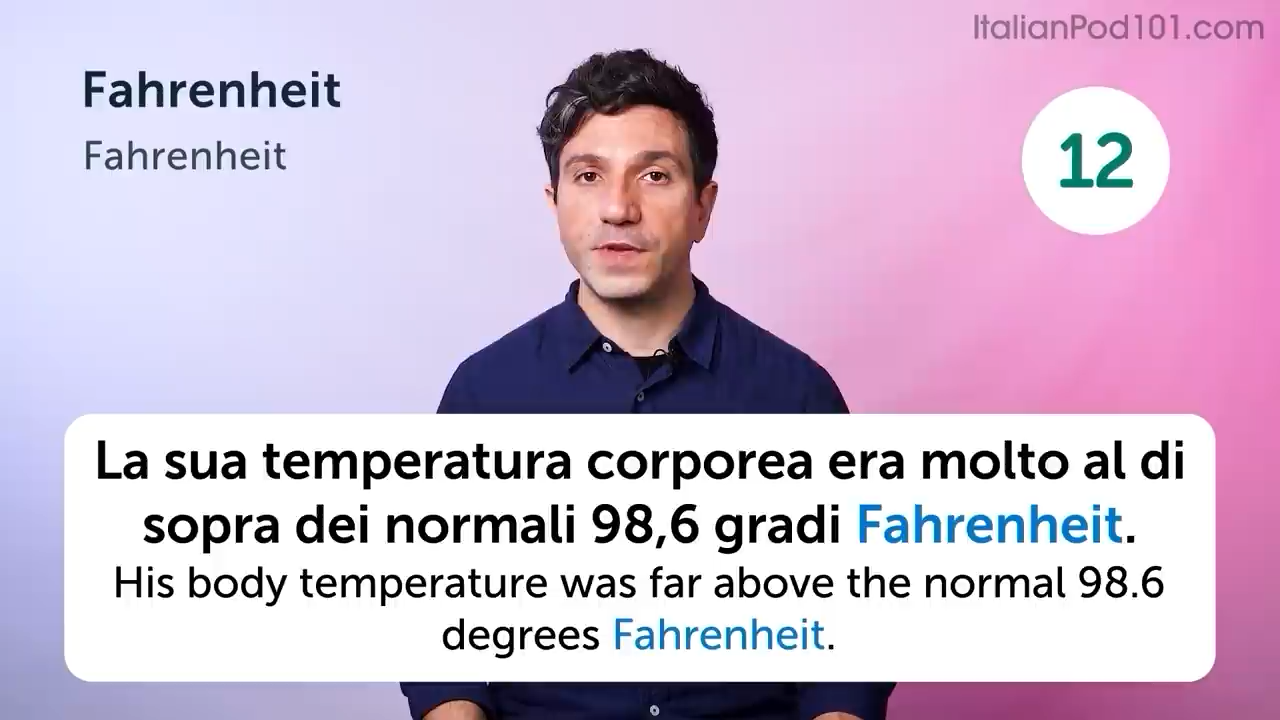 ItalianPod101.com
Fahrenheit
Fahrenheit
12
La sua temperatura corporea era molto al di
sopra dei normali 98,6 gradi Fahrenheit.
His body temperature was far above the normal 98.6
degrees Fahrenheit.